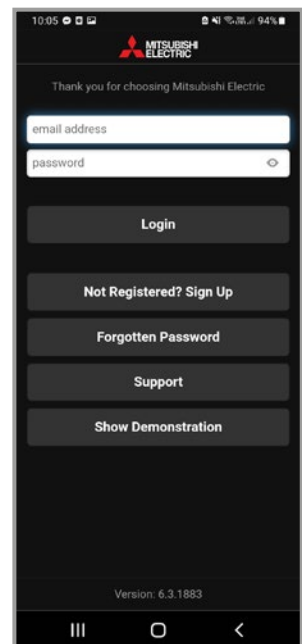 10:05 94%
MITSUBISHI
ELECTRIC
Thank you for choosing Mitsubishi Electric
email address
password
Login
Not Registered? Sign Up
Forgotten Password
Support
Show Demonstration
Version: 6.3.1883